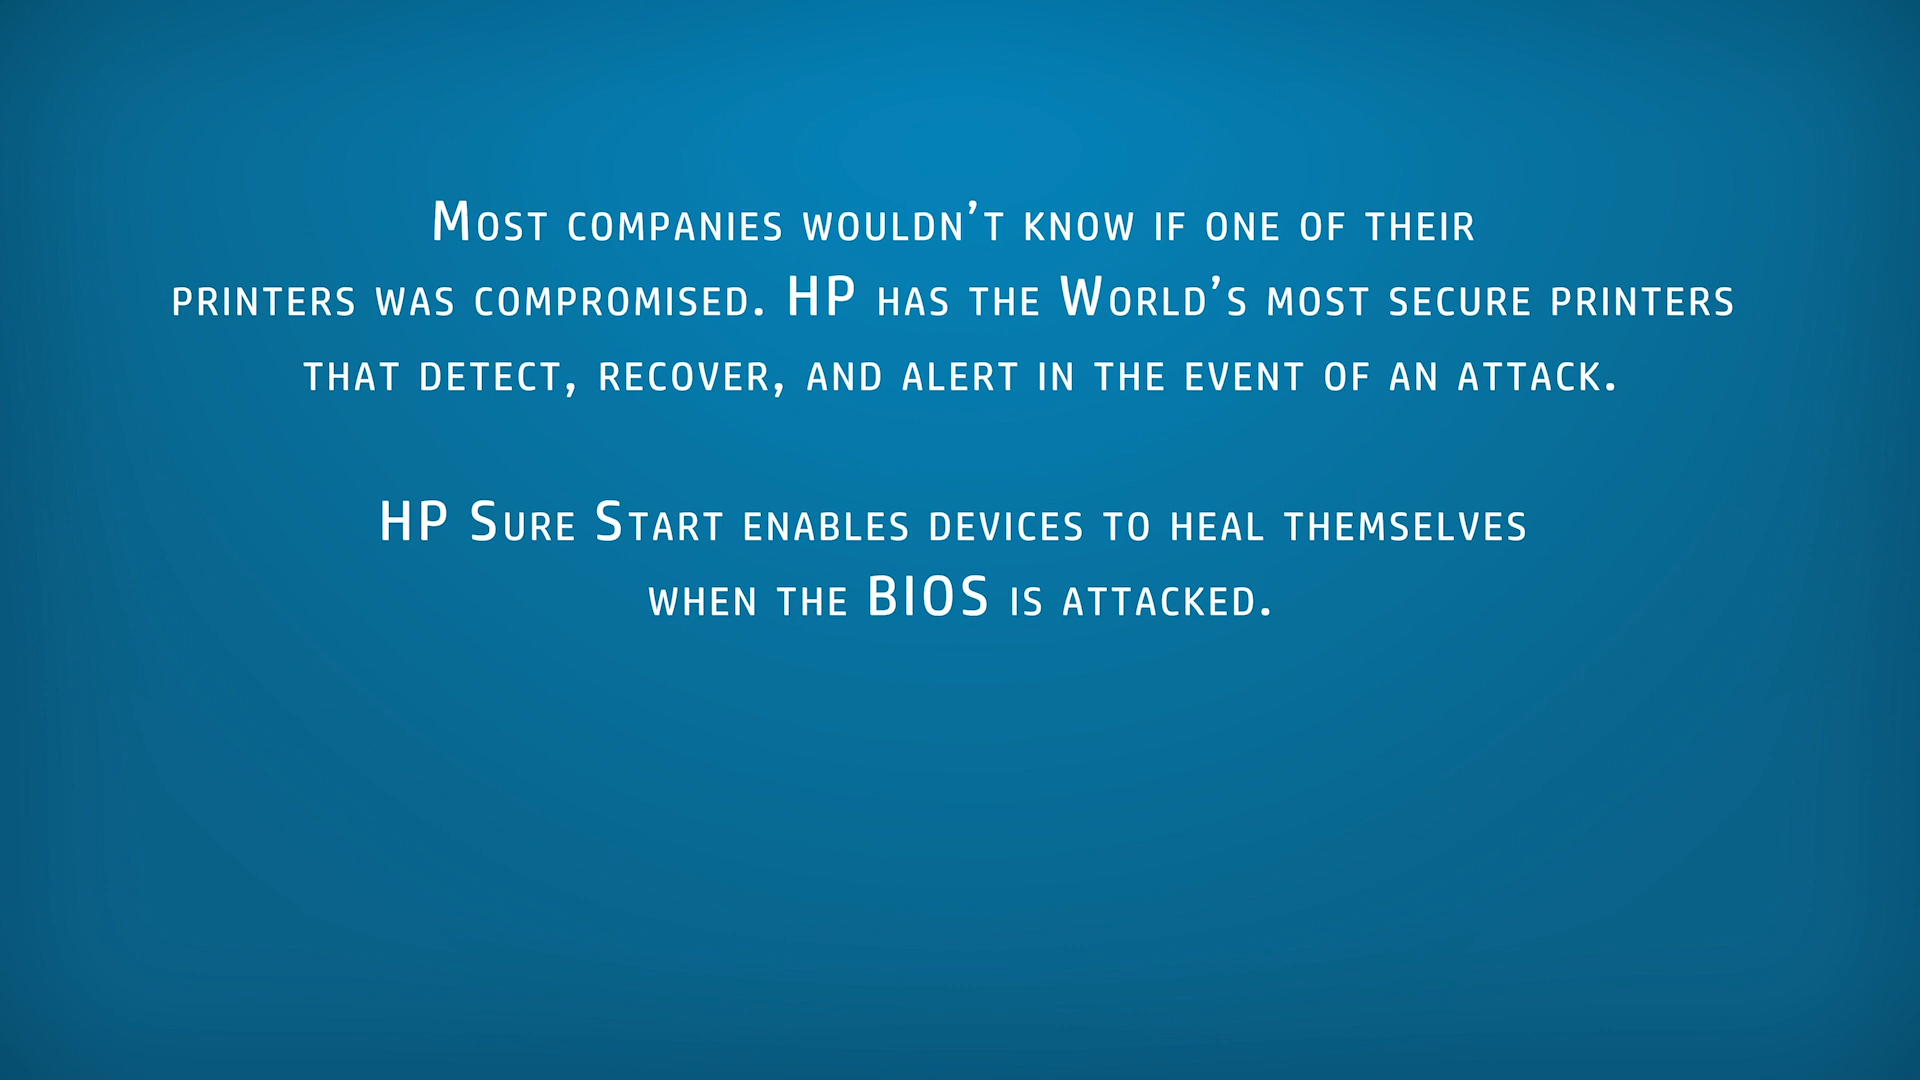 Most companies wouldn’t know if one of their
printers was compromised. HP has the World’s most secure printers
that detect, recover, and alert in the event of an attack.
HP Sure Start enables devices to heal themselves
when the BIOS is attacked.